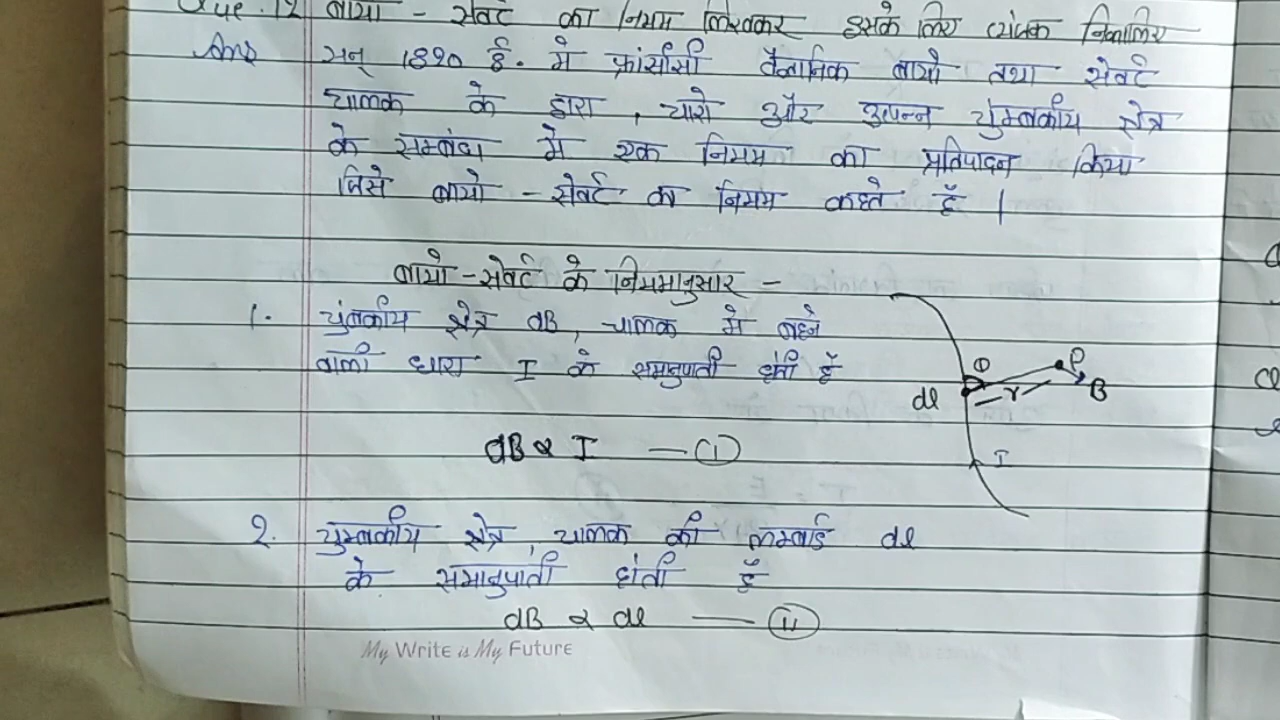 Que. 12 बायो - सेवर्ट का नियम लिखकर इसके लिए व्यंजक निकालिए
Ans सन् 1820 ई. मे फ्रांसीसी वैज्ञानिक बायो तथा सेवर्ट
चालक के द्वारा , चारो और उत्पन्न चुम्बकीय क्षेत्र
के सम्बंध मे एक नियम का प्रतिपादन किया
जिसे बायो - सेवर्ट का नियम कहते हैं |
बायो - सेवर्ट के नियमानुसार -
1. चुंबकीय क्षेत्र dB, चालक मे बहने
वाली धारा I के समानुपाती होती हैं
θ P
dl r B
dB ∝ I — (i)
I
2. चुम्बकीय क्षेत्र, चालक की लम्बाई dl
के समानुपाती होती हैं
dB ∝ dl — (ii)
My Write is My Future